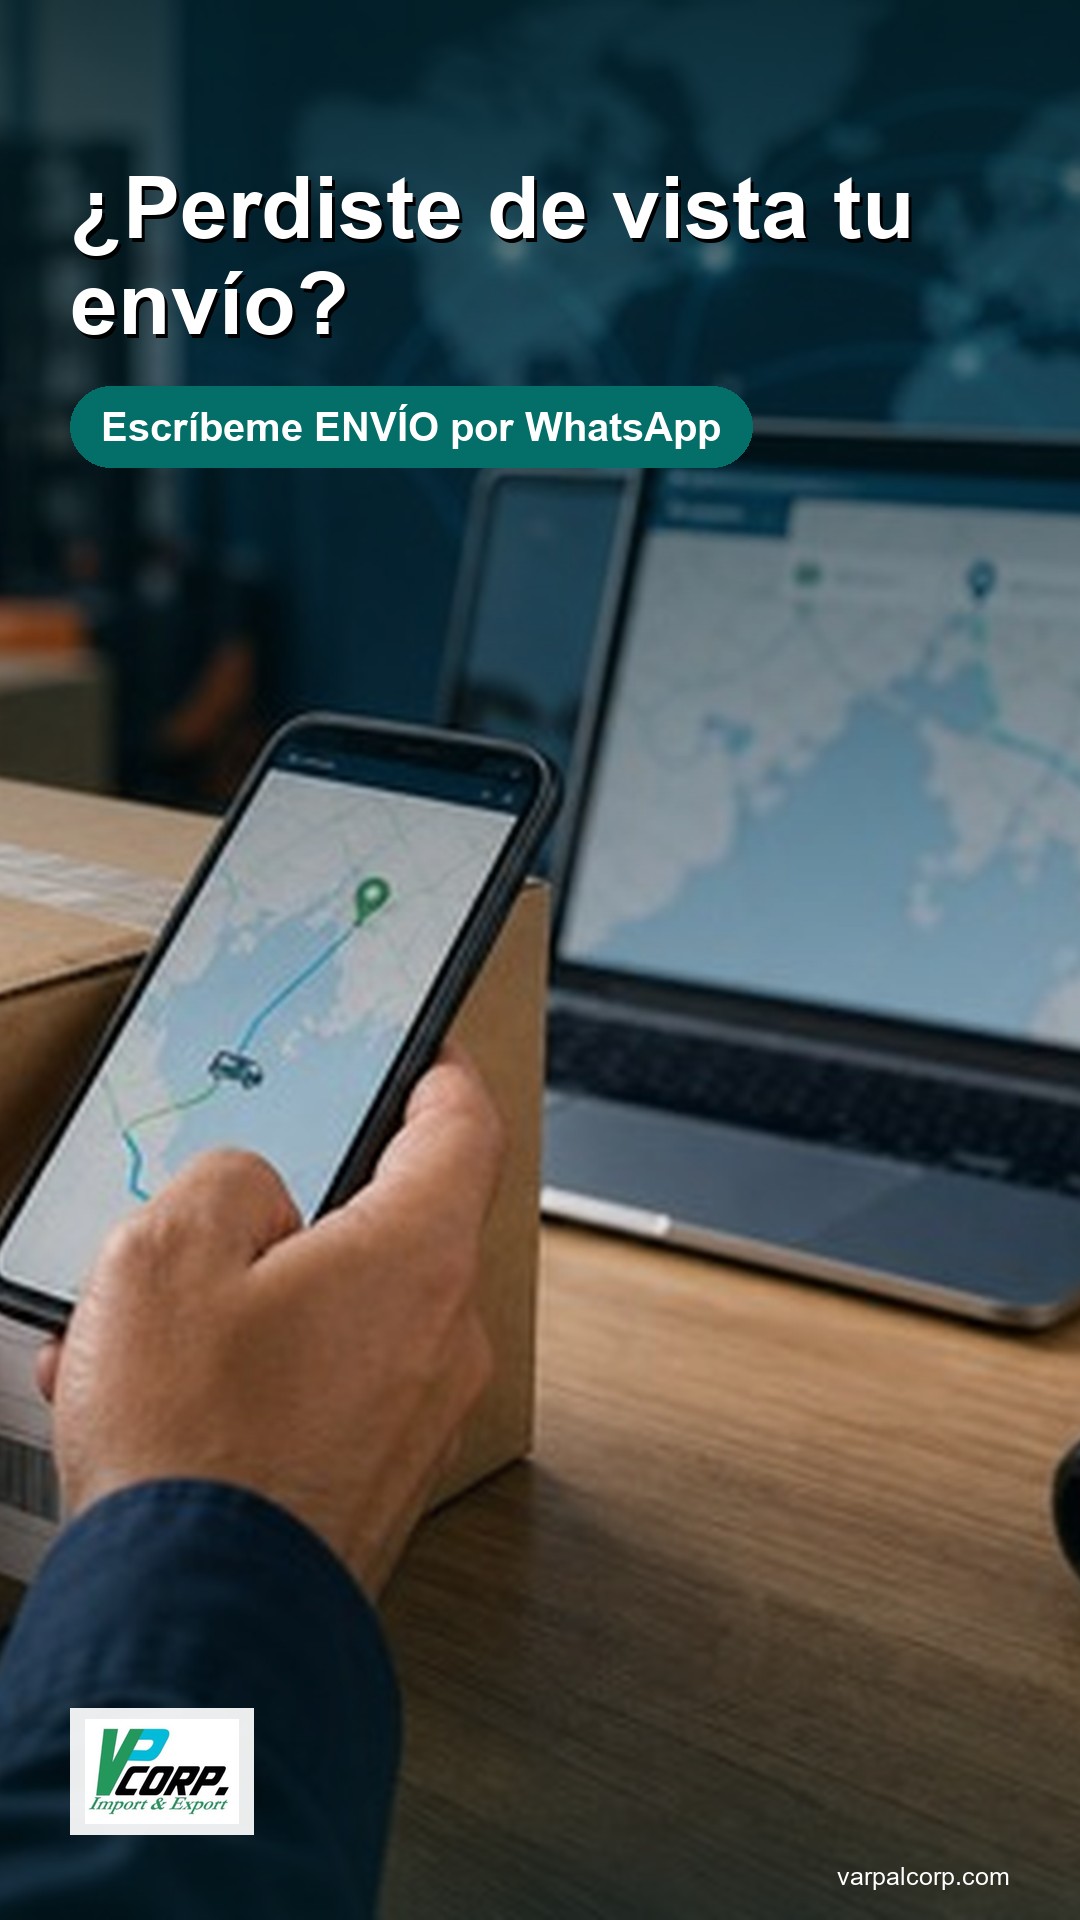 ¿Perdiste de vista tu
envío?
Escríbeme ENVÍO por WhatsApp
VP
CORP.
Import & Export
varpalcorp.com